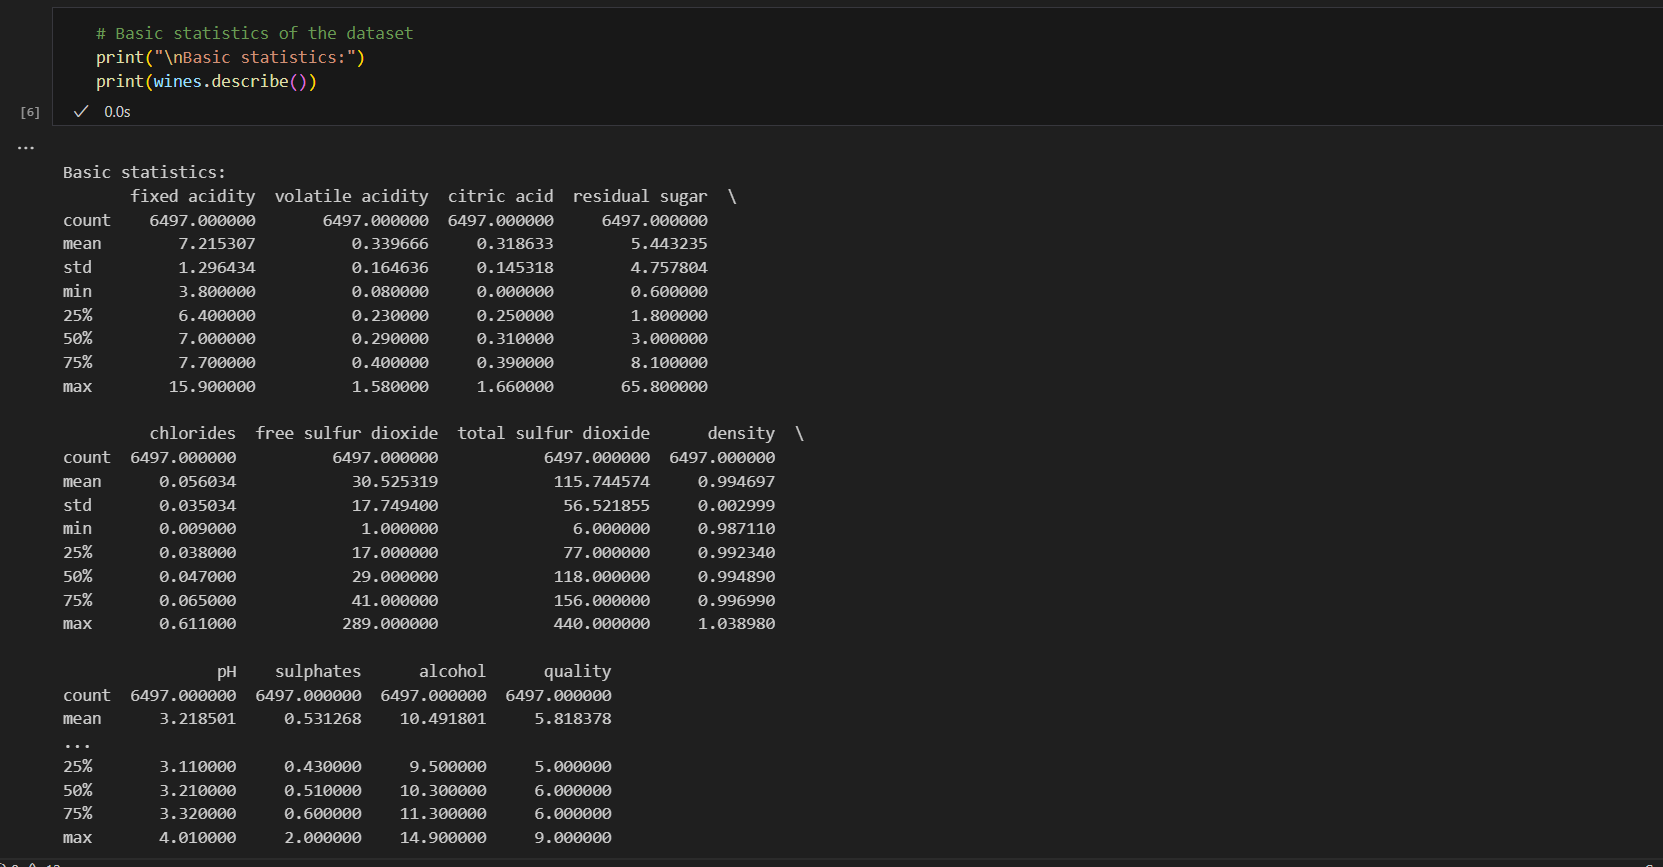 # Basic statistics of the dataset
print("\nBasic statistics:")
print(wines.describe())
[6] ✓ 0.0s
...
Basic statistics:
       fixed acidity  volatile acidity  citric acid  residual sugar  \
count    6497.000000       6497.000000  6497.000000     6497.000000
mean        7.215307          0.339666     0.318633        5.443235
std         1.296434          0.164636     0.145318        4.757804
min         3.800000          0.080000     0.000000        0.600000
25%         6.400000          0.230000     0.250000        1.800000
50%         7.000000          0.290000     0.310000        3.000000
75%         7.700000          0.400000     0.390000        8.100000
max        15.900000          1.580000     1.660000       65.800000
         chlorides  free sulfur dioxide  total sulfur dioxide      density  \
count  6497.000000          6497.000000           6497.000000  6497.000000
mean      0.056034            30.525319            115.744574     0.994697
std       0.035034            17.749400             56.521855     0.002999
min       0.009000             1.000000              6.000000     0.987110
25%       0.038000            17.000000             77.000000     0.992340
50%       0.047000            29.000000            118.000000     0.994890
75%       0.065000            41.000000            156.000000     0.996990
max       0.611000           289.000000            440.000000     1.038980
                pH    sulphates      alcohol      quality
count  6497.000000  6497.000000  6497.000000  6497.000000
mean      3.218501     0.531268    10.491801     5.818378
...
25%       3.110000     0.430000     9.500000     5.000000
50%       3.210000     0.510000    10.300000     6.000000
75%       3.320000     0.600000    11.300000     6.000000
max       4.010000     2.000000    14.900000     9.000000